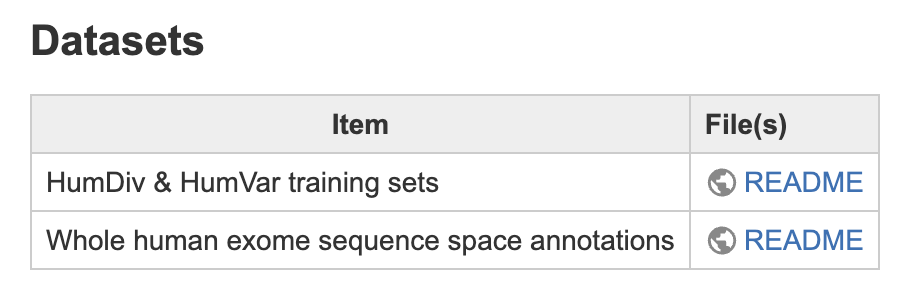 Datasets
Item File(s)
HumDiv & HumVar training sets README
Whole human exome sequence space annotations README